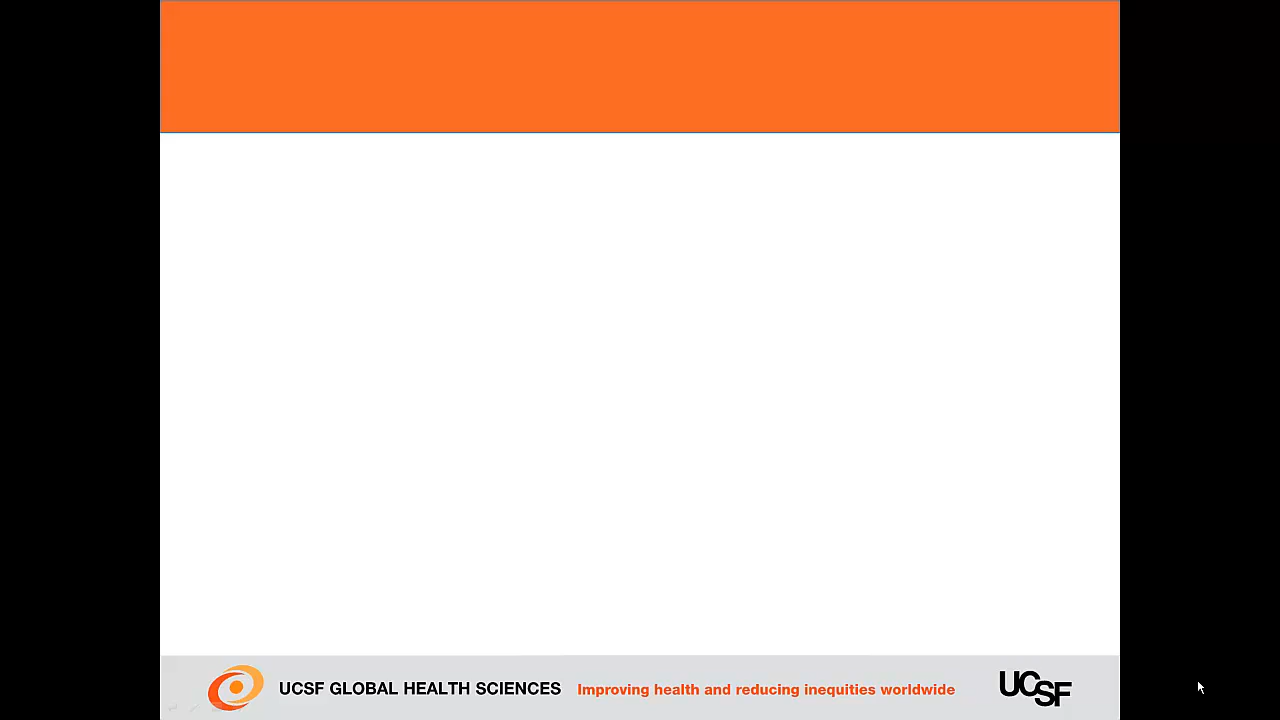 UCSF GLOBAL HEALTH SCIENCES Improving health and reducing inequities worldwide UCSF